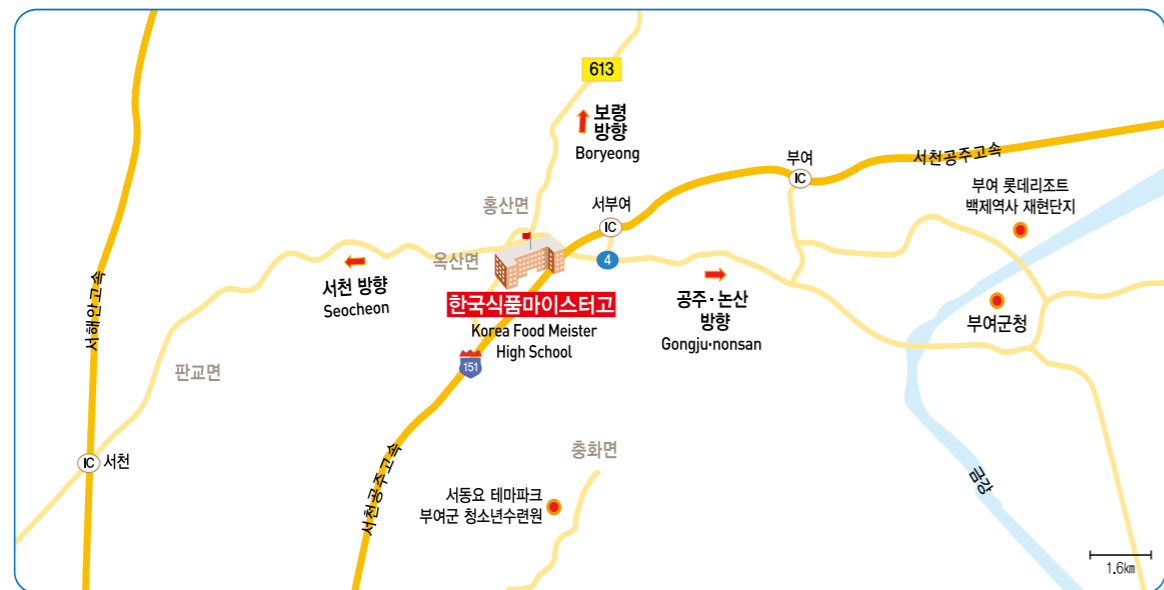 613
보령
방향
Boryeong
부여
IC
서천공주고속
부여 롯데리조트
백제역사 재현단지
홍산면
서부여
IC
옥산면
4
서천 방향
Seocheon
한국식품마이스터고
Korea Food Meister
High School
공주·논산
방향
Gongju·nonsan
부여군청
서해안고속
151
판교면
IC 서천
충화면
서천공주고속
서동요 테마파크
부여군 청소년수련원
금강
1.6㎞